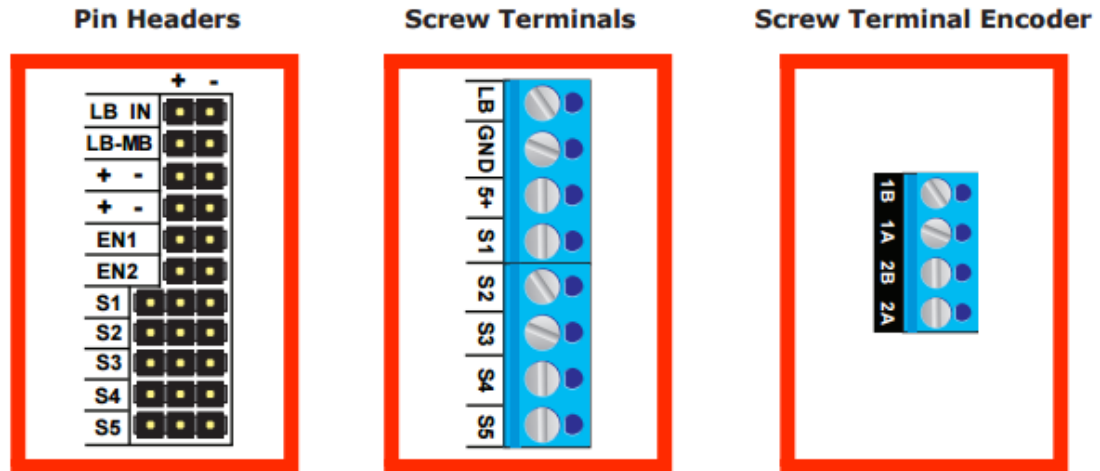 Pin Headers
+ -
LB IN
LB-MB
+ -
+ -
EN1
EN2
S1
S2
S3
S4
S5
Screw Terminals
LB
GND
5+
S1
S2
S3
S4
S5
Screw Terminal Encoder
1B
1A
2B
2A